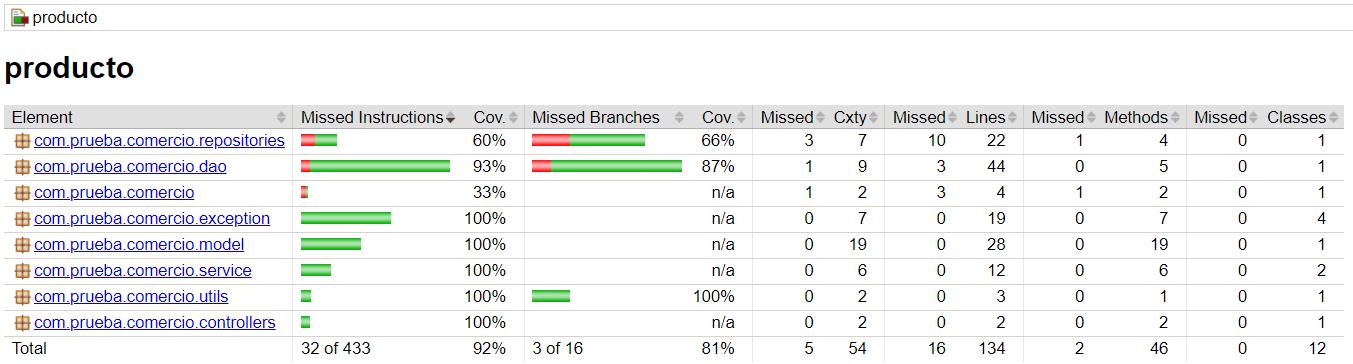 producto
producto
Element Missed Instructions Cov. Missed Branches Cov. Missed Cxty Missed Lines Missed Methods Missed Classes
com.prueba.comercio.repositories 60% 66% 3 7 10 22 1 4 0 1
com.prueba.comercio.dao 93% 87% 1 9 3 44 0 5 0 1
com.prueba.comercio 33% n/a 1 2 3 4 1 2 0 1
com.prueba.comercio.exception 100% n/a 0 7 0 19 0 7 0 4
com.prueba.comercio.model 100% n/a 0 19 0 28 0 19 0 1
com.prueba.comercio.service 100% n/a 0 6 0 12 0 6 0 2
com.prueba.comercio.utils 100% 100% 0 2 0 3 0 1 0 1
com.prueba.comercio.controllers 100% n/a 0 2 0 2 0 2 0 1
Total 32 of 433 92% 3 of 16 81% 5 54 16 134 2 46 0 12